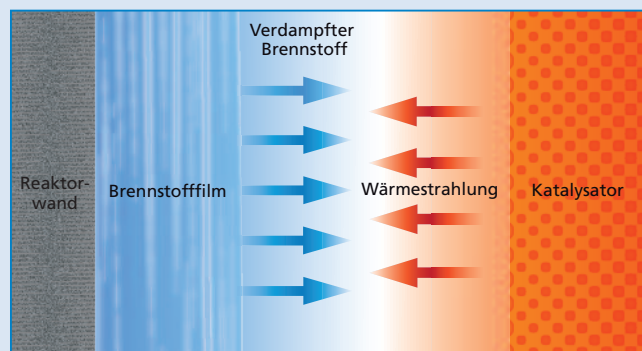 Verdampfter
Brennstoff
Reaktor-
wand
Brennstofffilm
Wärmestrahlung
Katalysator